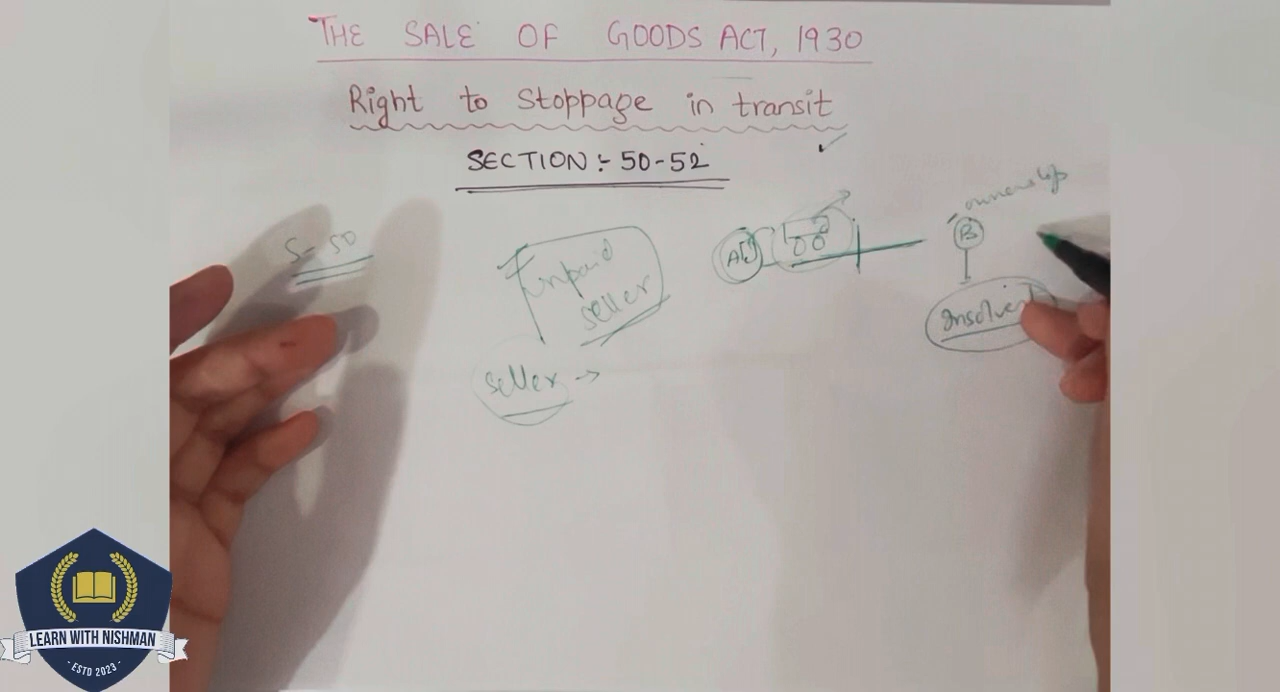 THE SALE OF GOODS ACT, 1930
Right to Stoppage in transit
SECTION :- 50-52
S- 50
unpaid
seller
seller →
A
ownership
B
Insolvent
LEARN WITH NISHMAN
- ESTD 2023 -